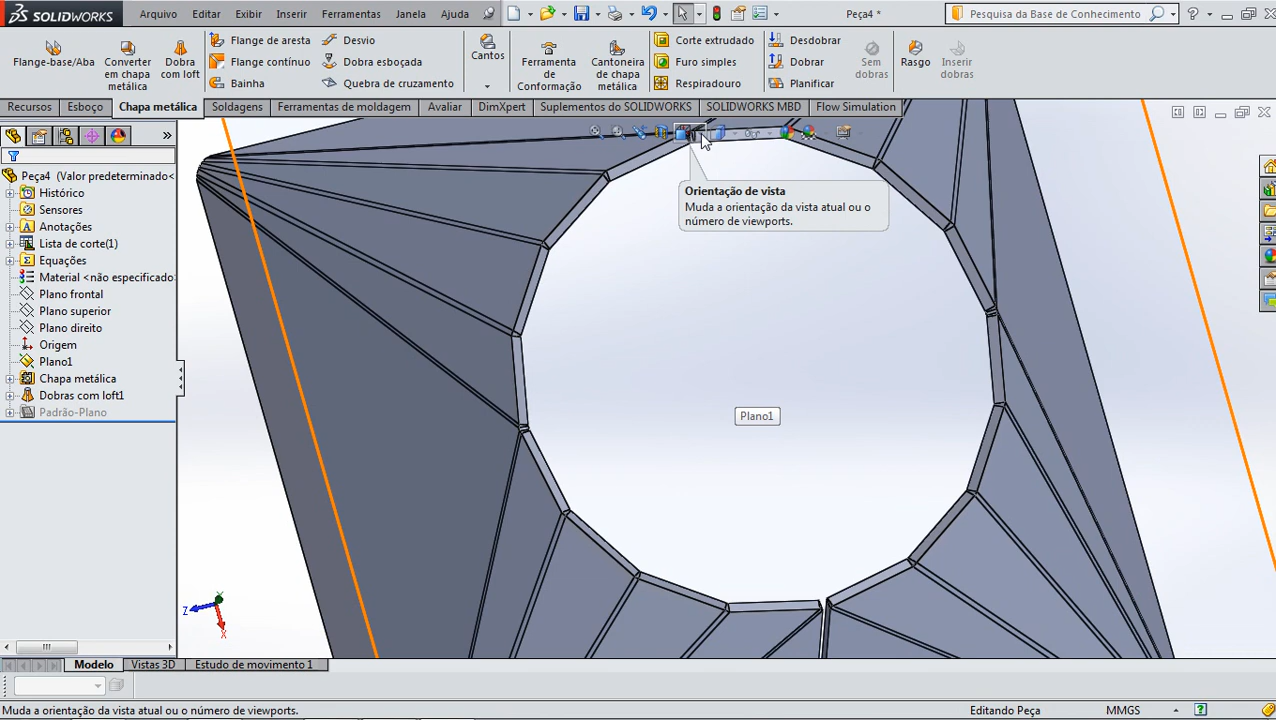 SOLIDWORKS Arquivo Editar Exibir Inserir Ferramentas Janela Ajuda Peça4 * Pesquisa da Base de Conhecimento
Flange-base/Aba
Converter em chapa metálica
Dobra com loft
Flange de aresta
Flange contínuo
Bainha
Desvio
Dobra esboçada
Quebra de cruzamento
Cantos
Ferramenta de Conformação
Cantoneira de chapa metálica
Corte extrudado
Furo simples
Respiradouro
Desdobrar
Dobrar
Planificar
Sem dobras
Rasgo
Inserir dobras
Recursos Esboço Chapa metálica Soldagens Ferramentas de moldagem Avaliar DimXpert Suplementos do SOLIDWORKS SOLIDWORKS MBD Flow Simulation
Peça4 (Valor predeterminado<
Histórico
Sensores
Anotações
Lista de corte(1)
Equações
Material <não especificado>
Plano frontal
Plano superior
Plano direito
Origem
Plano1
Chapa metálica
Dobras com loft1
Padrão-Plano
Orientação de vista
Muda a orientação da vista atual ou o
número de viewports.
Plano1
Y
Z
X
Modelo Vistas 3D Estudo de movimento 1
Muda a orientação da vista atual ou o número de viewports. Editando Peça MMGS